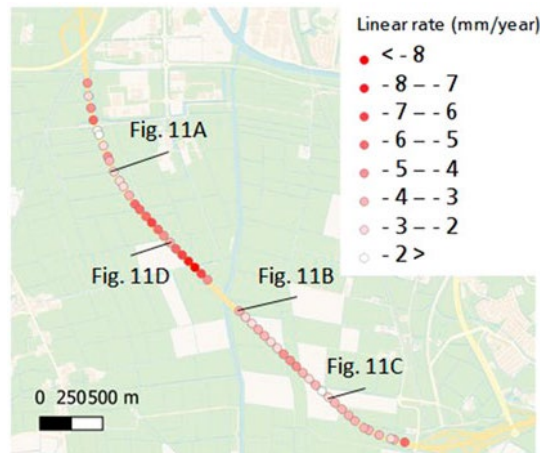 Linear rate (mm/year)
< - 8
- 8 - - 7
- 7 - - 6
- 6 - - 5
- 5 - - 4
- 4 - - 3
- 3 - - 2
- 2 >
Fig. 11A
Fig. 11D
Fig. 11B
Fig. 11C
0 250500 m